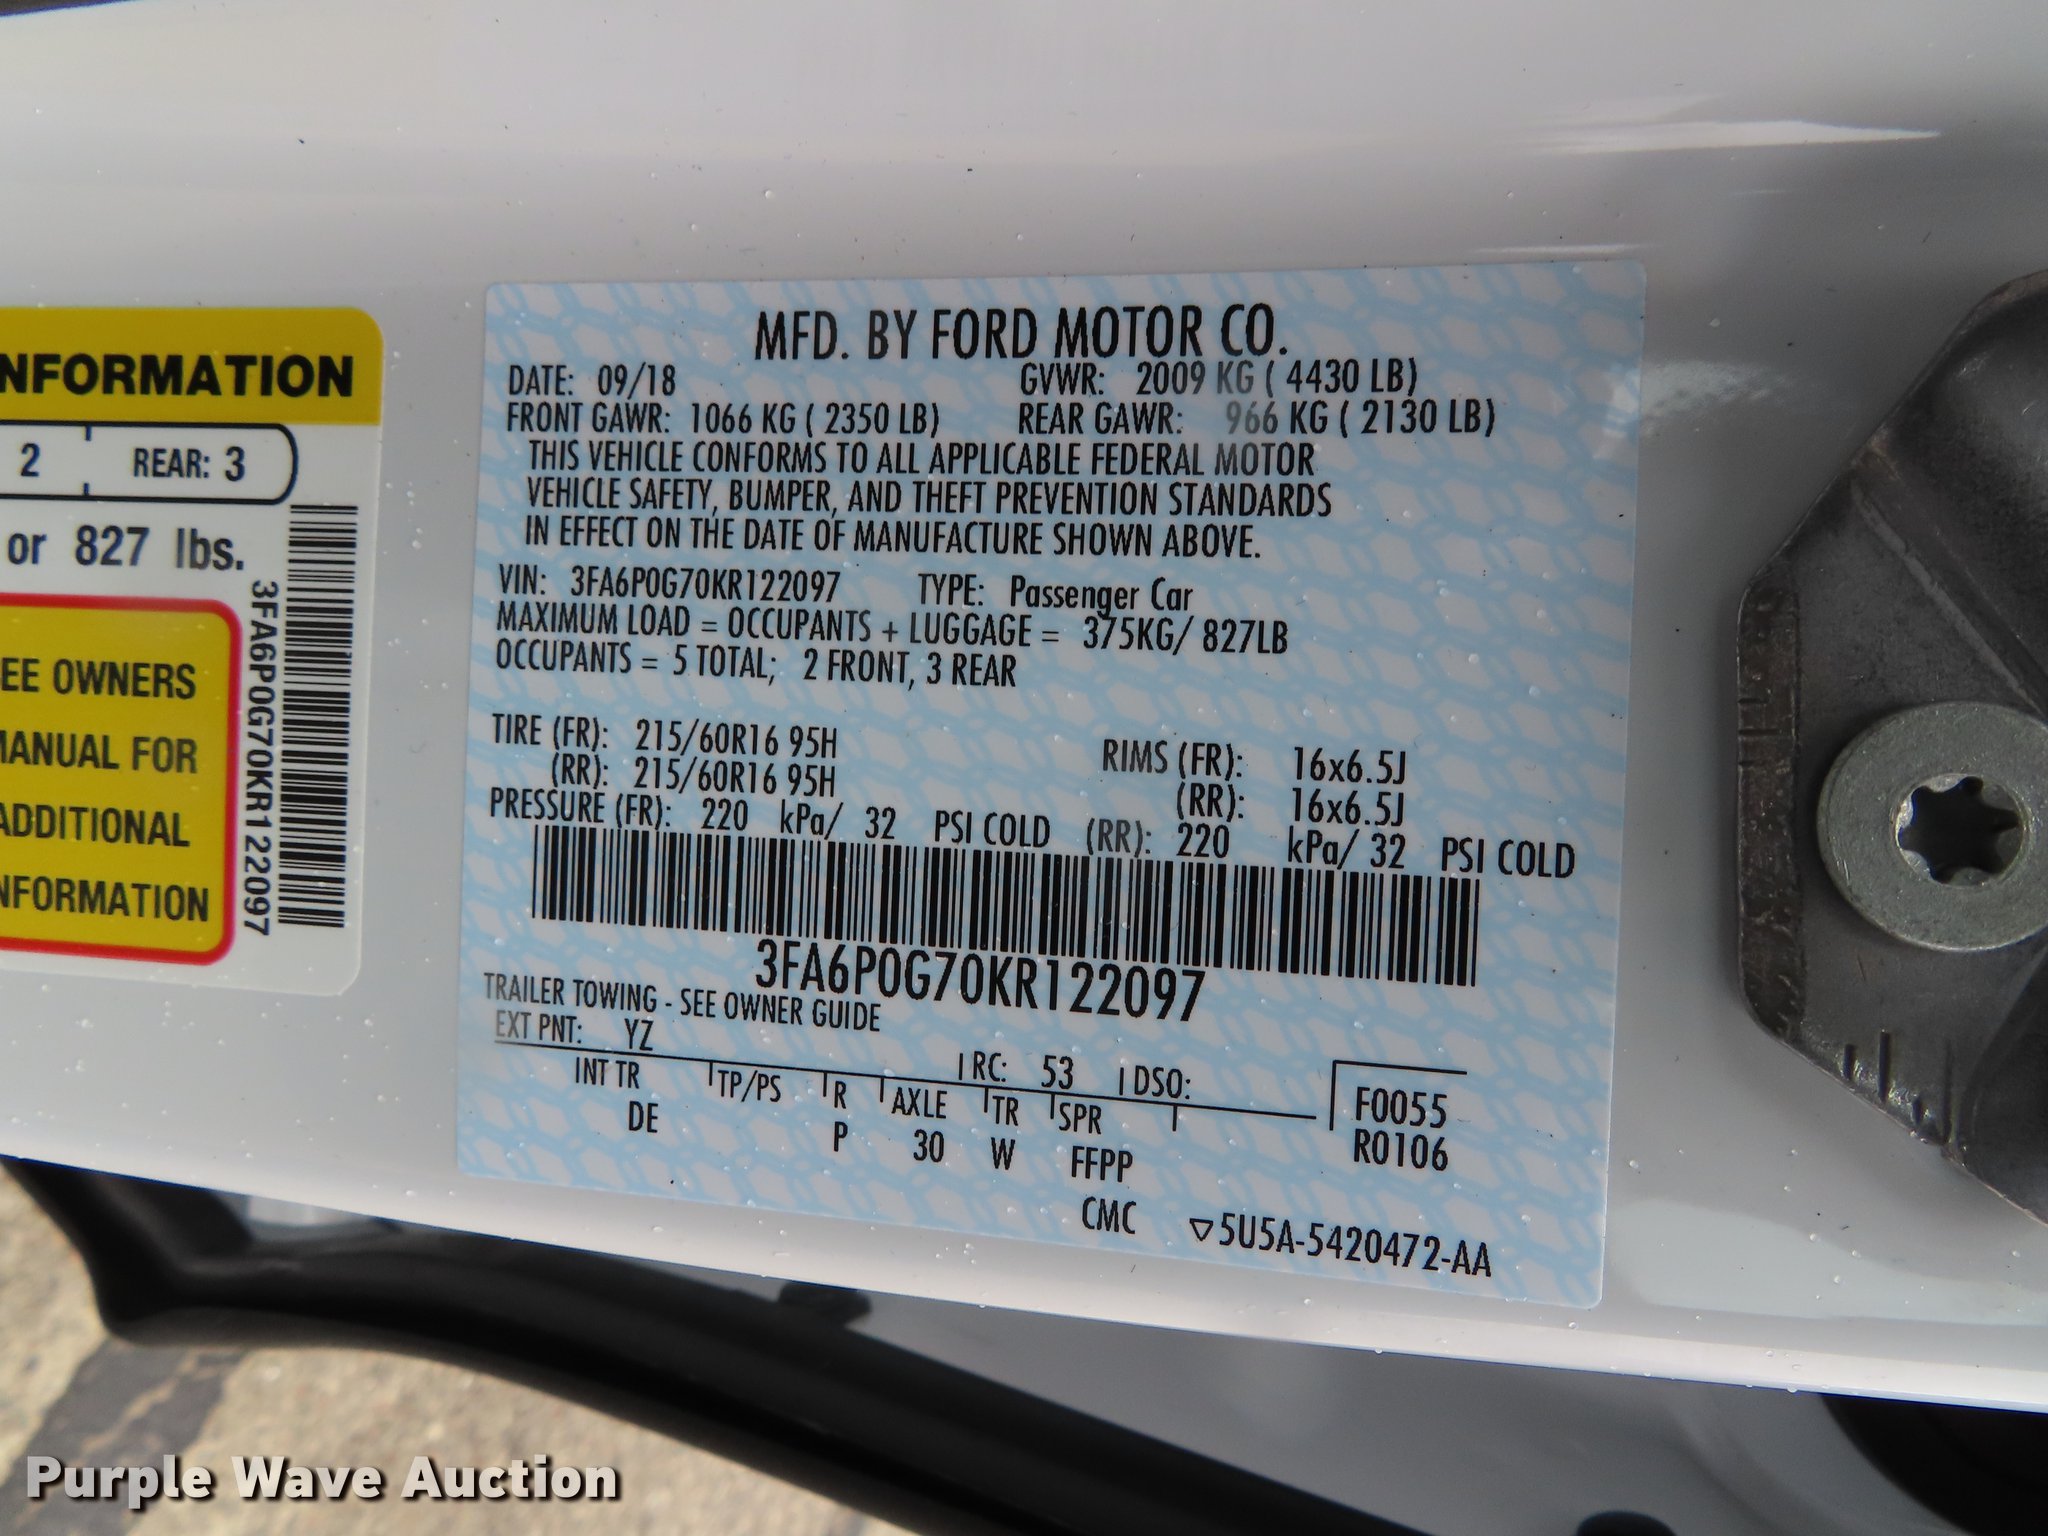 NFORMATION
2 REAR: 3
or 827 lbs.
EE OWNERS
MANUAL FOR
ADDITIONAL
NFORMATION
3FA6P0G70KR122097
MFD. BY FORD MOTOR CO.
DATE: 09/18 GVWR: 2009 KG ( 4430 LB)
FRONT GAWR: 1066 KG ( 2350 LB) REAR GAWR: 966 KG ( 2130 LB)
THIS VEHICLE CONFORMS TO ALL APPLICABLE FEDERAL MOTOR
VEHICLE SAFETY, BUMPER, AND THEFT PREVENTION STANDARDS
IN EFFECT ON THE DATE OF MANUFACTURE SHOWN ABOVE.
VIN: 3FA6P0G70KR122097 TYPE: Passenger Car
MAXIMUM LOAD = OCCUPANTS + LUGGAGE = 375KG/ 827LB
OCCUPANTS = 5 TOTAL; 2 FRONT, 3 REAR
TIRE (FR): 215/60R16 95H RIMS (FR): 16x6.5J
(RR): 215/60R16 95H (RR): 16x6.5J
PRESSURE (FR): 220 kPa/ 32 PSI COLD (RR): 220 kPa/ 32 PSI COLD
3FA6P0G70KR122097
TRAILER TOWING - SEE OWNER GUIDE
EXT PNT: YZ RC: 53 DSO:
INT TR TP/PS R AXLE TR SPR F0055
DE P 30 W FFPP R0106
CMC ▽5U5A-5420472-AA
Purple Wave Auction